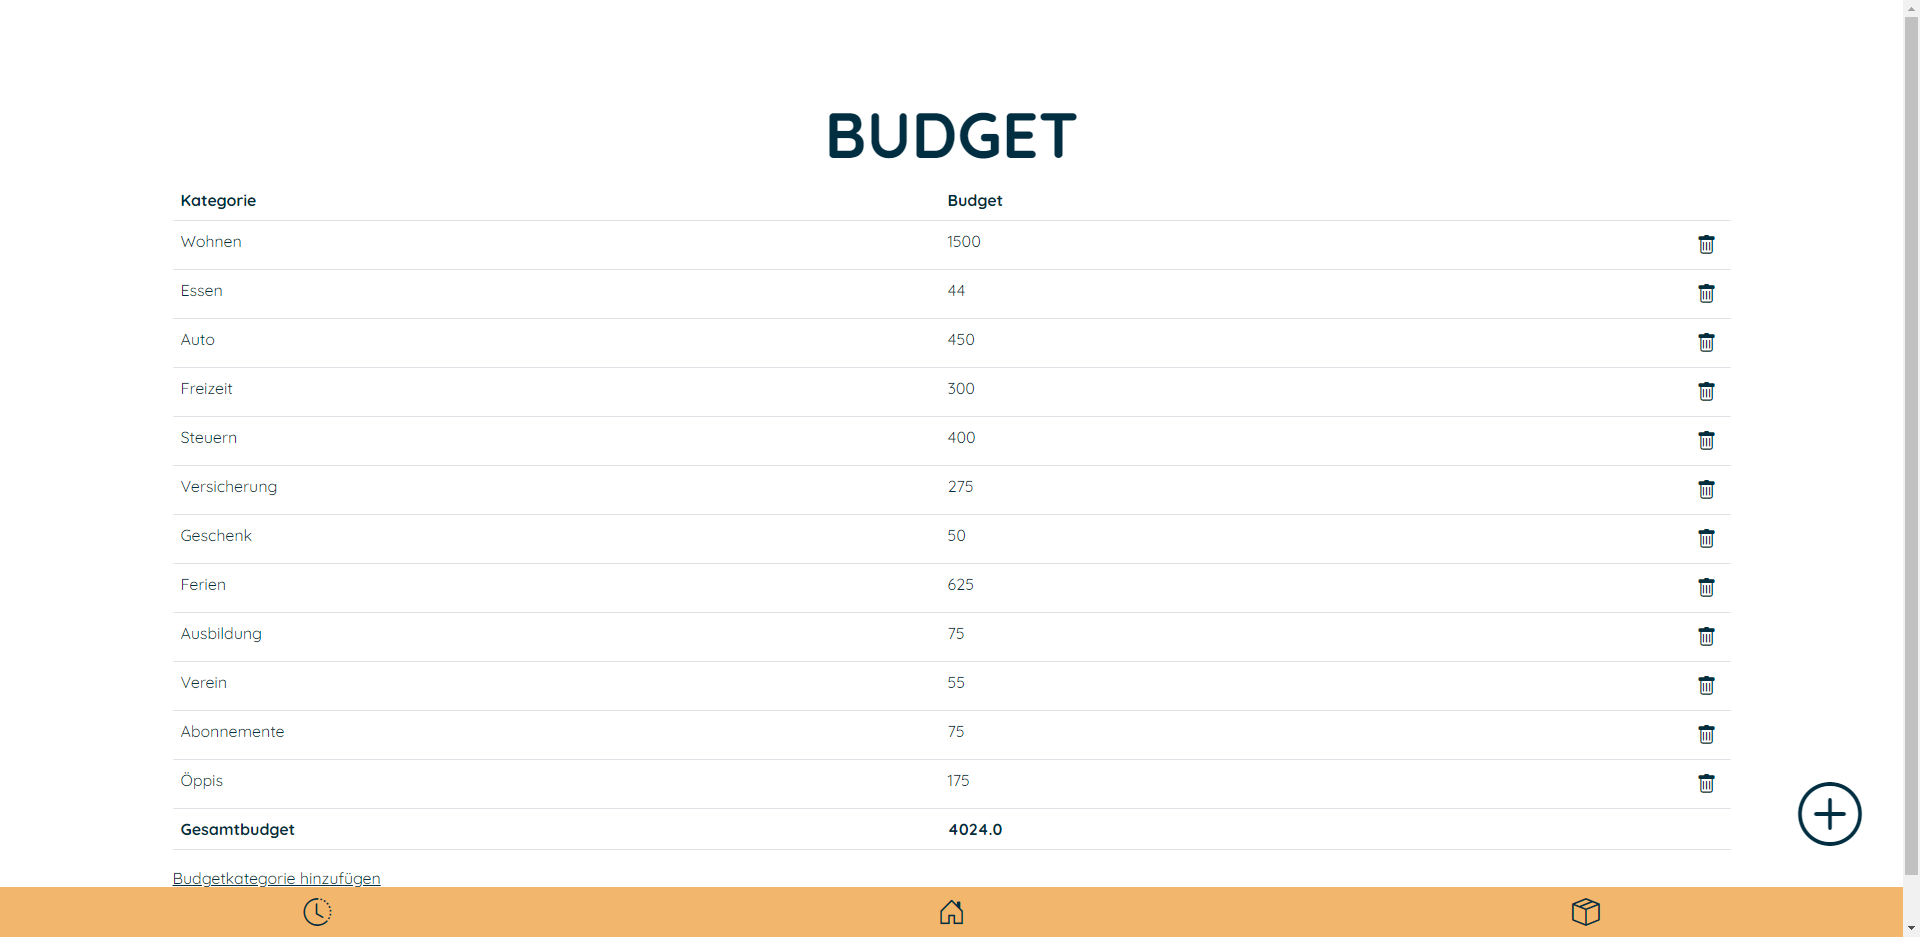 BUDGET
Kategorie Budget
Wohnen 1500
Essen 44
Auto 450
Freizeit 300
Steuern 400
Versicherung 275
Geschenk 50
Ferien 625
Ausbildung 75
Verein 55
Abonnemente 75
Öppis 175
Gesamtbudget 4024.0
Budgetkategorie hinzufügen